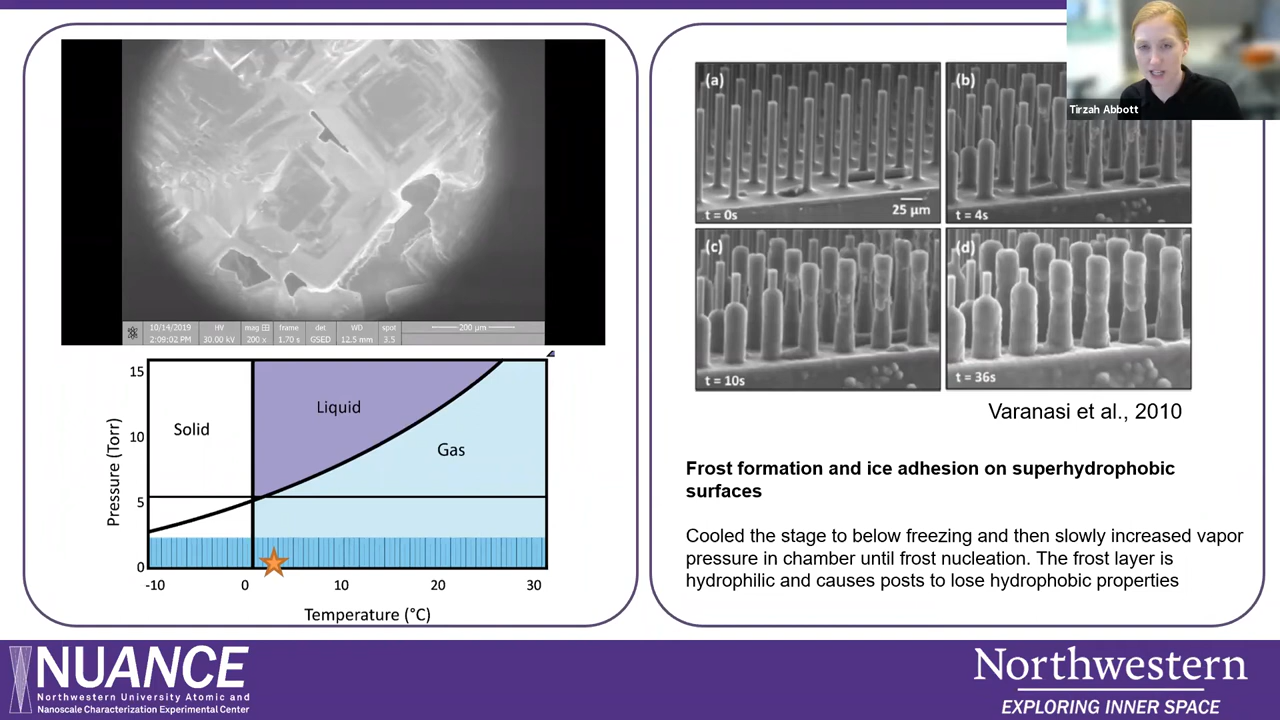 Tirzah Abbott
10/14/2019 HV mag frame det WD spot
2:09:02 PM 30.00 kV 200 x 1.70 s GSED 12.5 mm 3.5
200 µm
Pressure (Torr)
15
10
5
0
Solid
Liquid
Gas
-10 0 10 20 30
Temperature (°C)
(a)
t = 0s
25 µm
(b)
t = 4s
(c)
t = 10s
(d)
t = 36s
Varanasi et al., 2010
Frost formation and ice adhesion on superhydrophobic
surfaces
Cooled the stage to below freezing and then slowly increased vapor
pressure in chamber until frost nucleation. The frost layer is
hydrophilic and causes posts to lose hydrophobic properties
NUANCE
Northwestern University Atomic and
Nanoscale Characterization Experimental Center
Northwestern
EXPLORING INNER SPACE